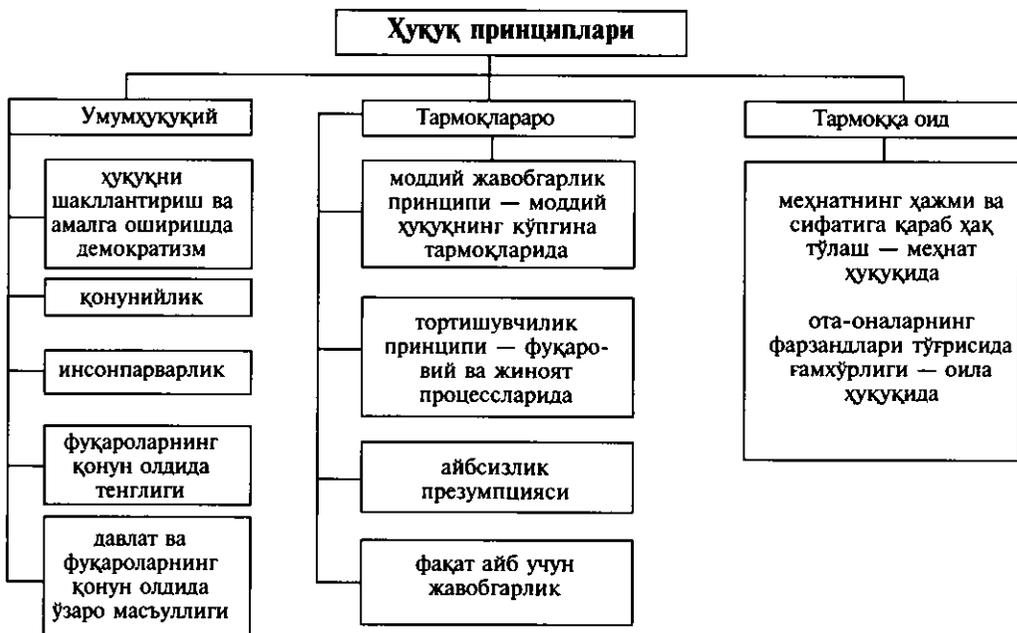 Ҳуқуқ принциплари
Умумҳуқуқий
ҳуқуқни
шакллантириш ва
амалга оширишда
демократизм
қонунийлик
инсонпарварлик
фуқароларнинг
қонун олдида
тенглиги
давлат ва
фуқароларнинг
қонун олдида
ўзаро масъуллиги
Тармоқлараро
моддий жавобгарлик
принципи — моддий
ҳуқуқнинг кўпгина
тармоқларида
тортишувчилик
принципи — фуқаро-
вий ва жиноят
процессларида
айбсизлик
презумпцияси
фақат айб учун
жавобгарлик
Тармоққа оид
меҳнатнинг ҳажми ва
сифатига қараб ҳақ
тўлаш — меҳнат
ҳуқуқида
ота-оналарнинг
фарзандлари тўғрисида
ғамхўрлиги — оила
ҳуқуқида